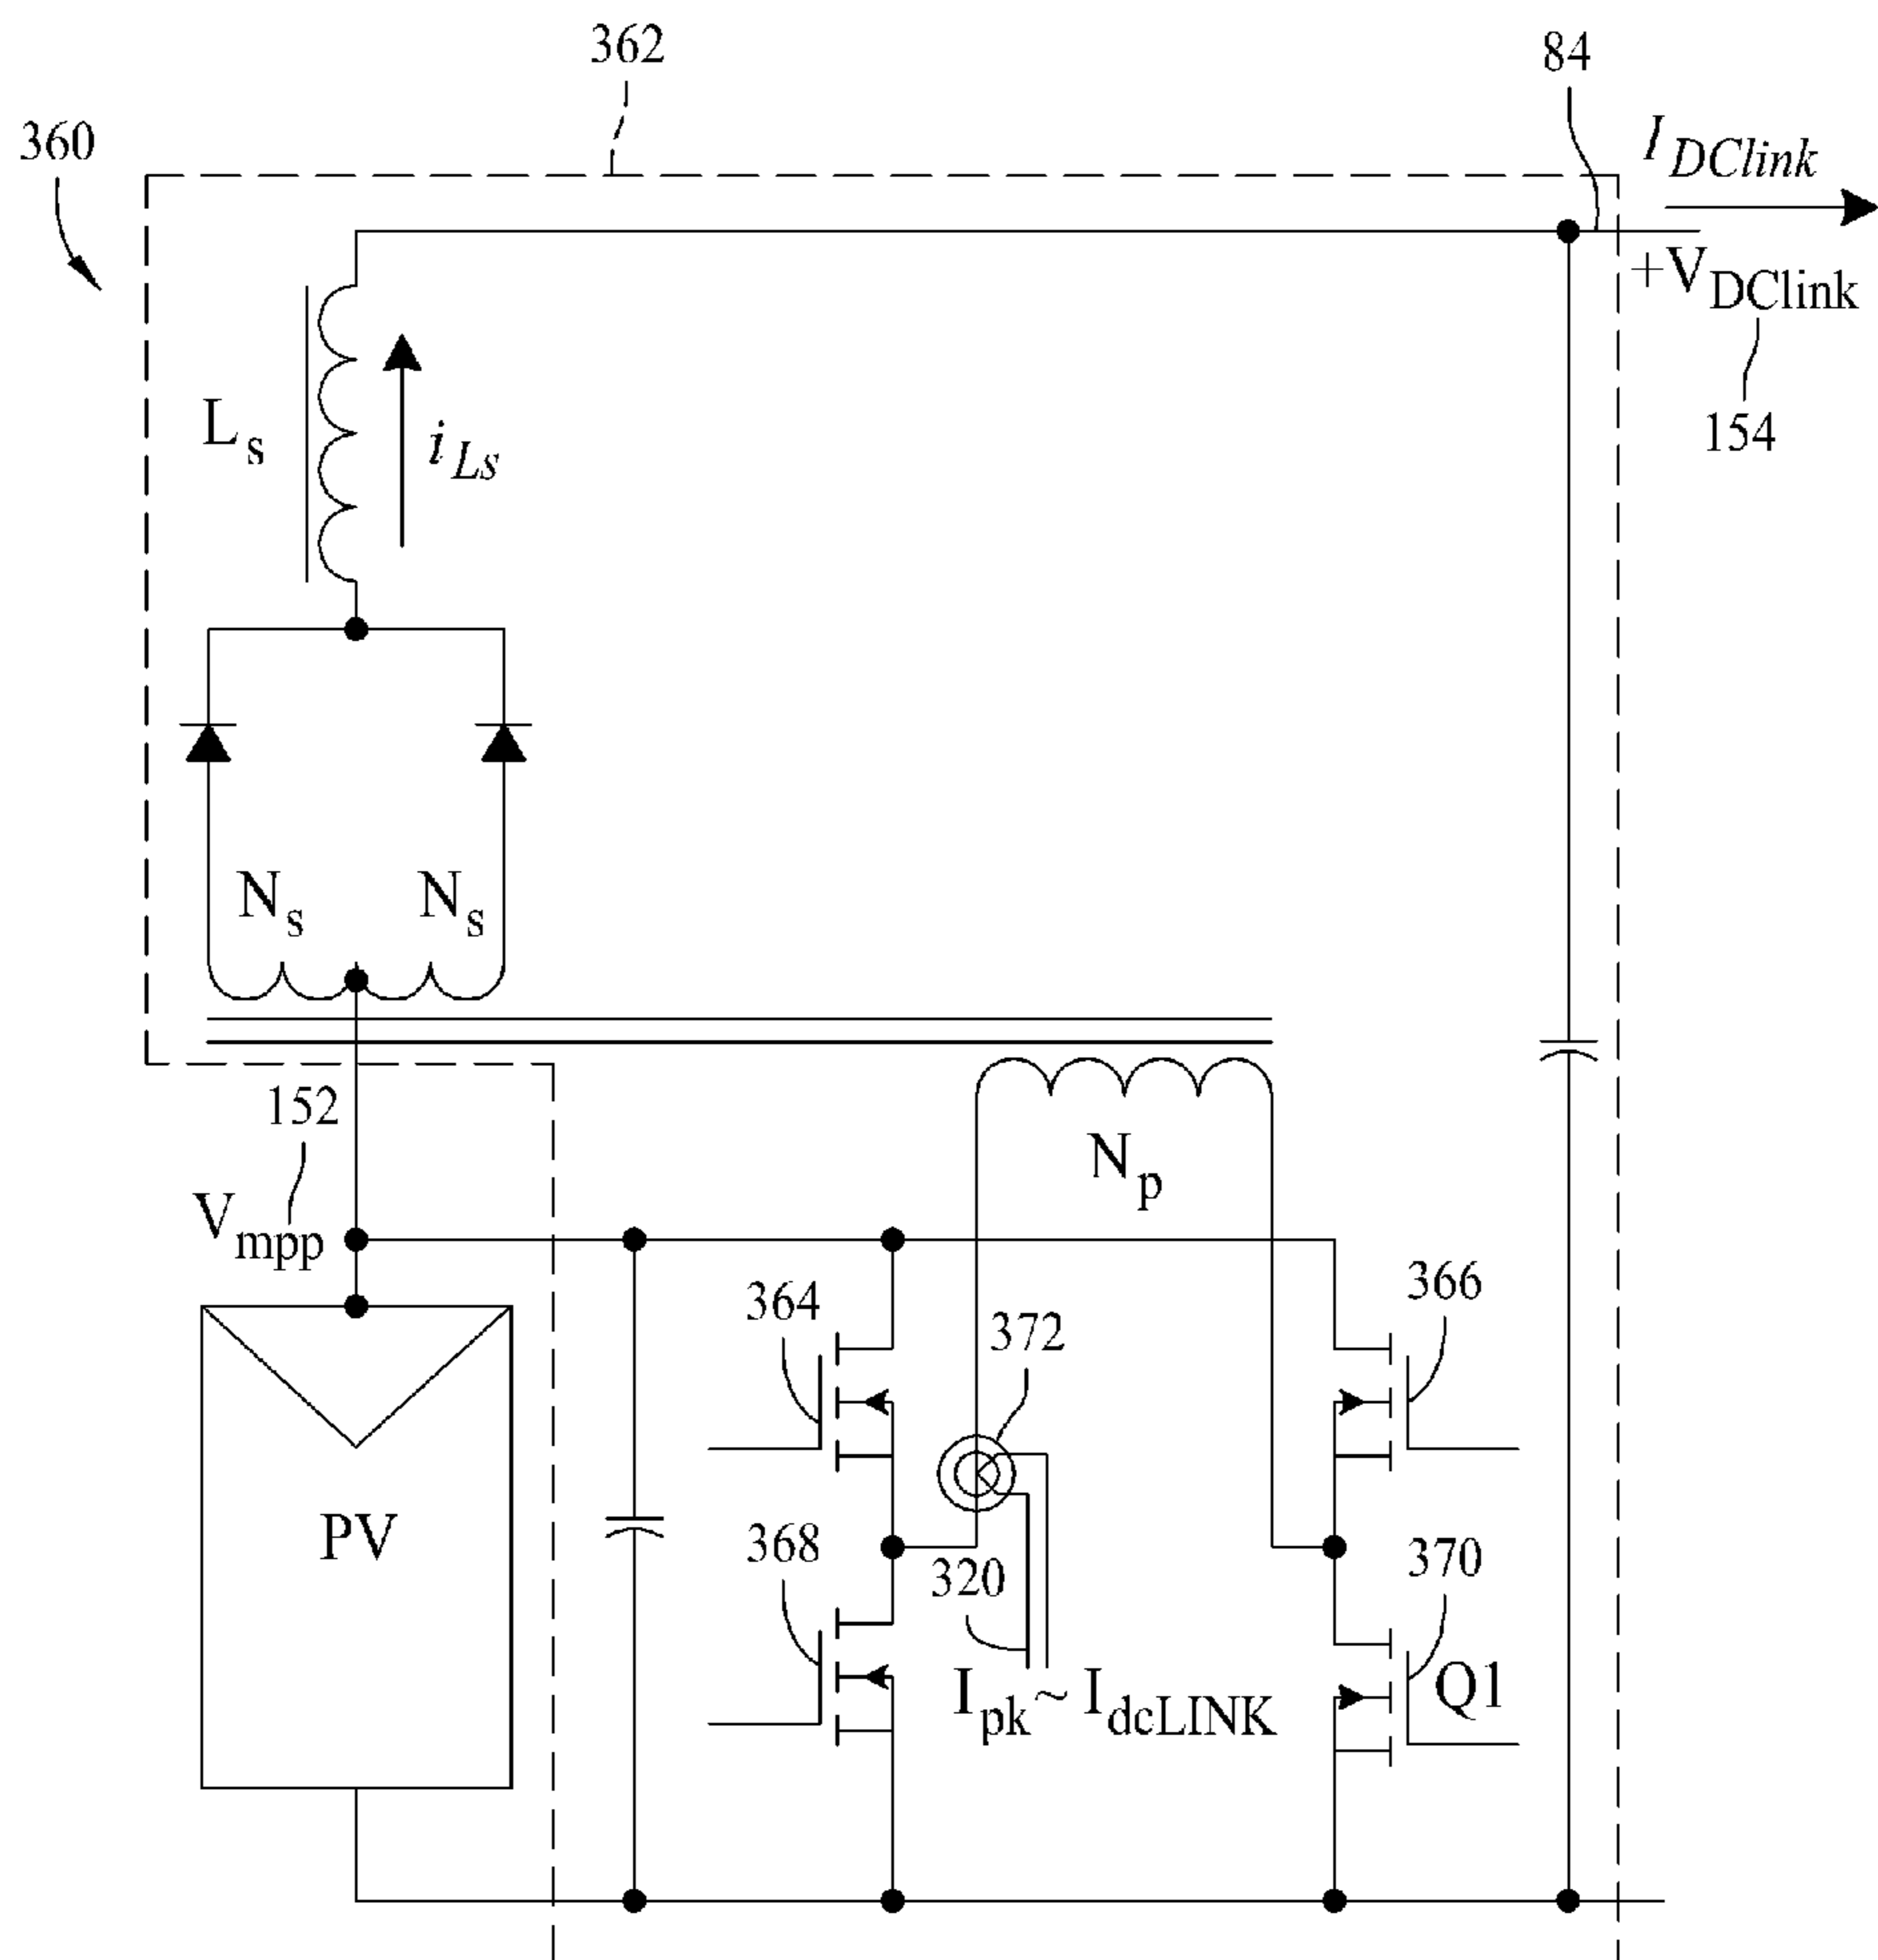 362
84
360
I DClink
+V DClink
154
L s
i Ls
N s
N s
152
V mpp
N p
364
372
366
PV
368
320
370
Q1
I pk ~ I dcLINK